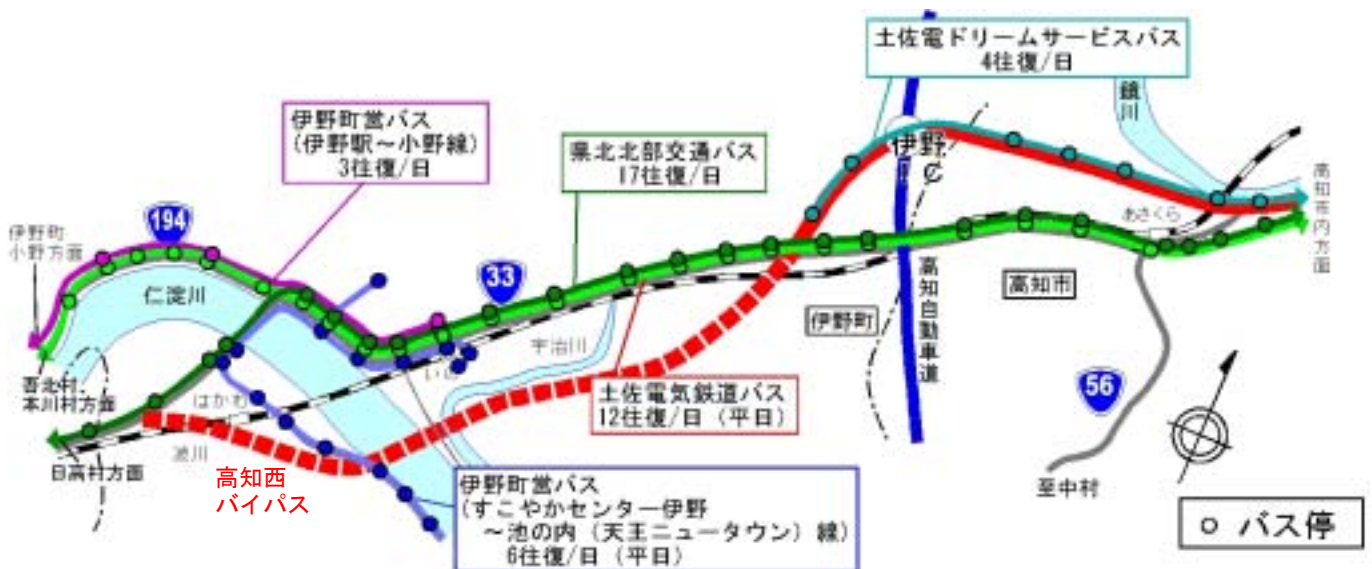 土佐電ドリームサービスバス
4往復/日
鏡川
伊野町営バス
(伊野駅～小野線)
3往復/日
県北北部交通バス
17往復/日
伊野
IC
高知市内方面
あさくら
194
伊野町
小野方面
33
仁淀川
高知自動車道
高知市
伊野町
宇治川
いの
56
吾北村,
本川村方面
はかわ
土佐電気鉄道バス
12往復/日 (平日)
波川
日高村方面
高知西
バイパス
伊野町営バス
(すこやかセンター伊野
～池の内 (天王ニュータウン) 線)
6往復/日 (平日)
至中村
バス停